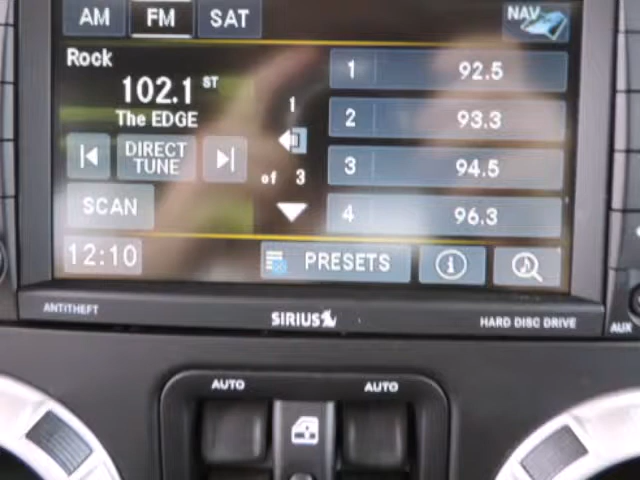 AM FM SAT NAV
Rock
102.1 ST
The EDGE
DIRECT
TUNE
SCAN
12:10
1
of 3
1 92.5
2 93.3
3 94.5
4 96.3
PRESETS
ANTITHEFT SIRIUS HARD DISC DRIVE
AUX
AUTO AUTO